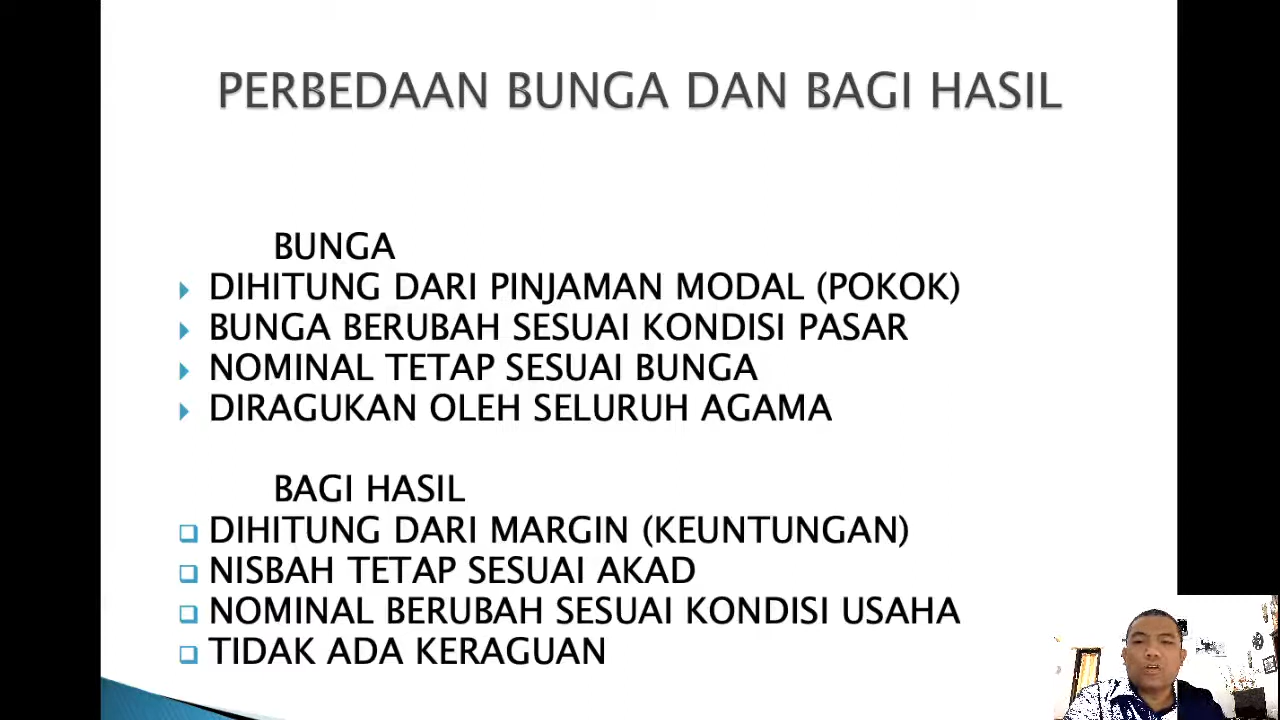 PERBEDAAN BUNGA DAN BAGI HASIL
BUNGA
DIHITUNG DARI PINJAMAN MODAL (POKOK)
BUNGA BERUBAH SESUAI KONDISI PASAR
NOMINAL TETAP SESUAI BUNGA
DIRAGUKAN OLEH SELURUH AGAMA
BAGI HASIL
DIHITUNG DARI MARGIN (KEUNTUNGAN)
NISBAH TETAP SESUAI AKAD
NOMINAL BERUBAH SESUAI KONDISI USAHA
TIDAK ADA KERAGUAN